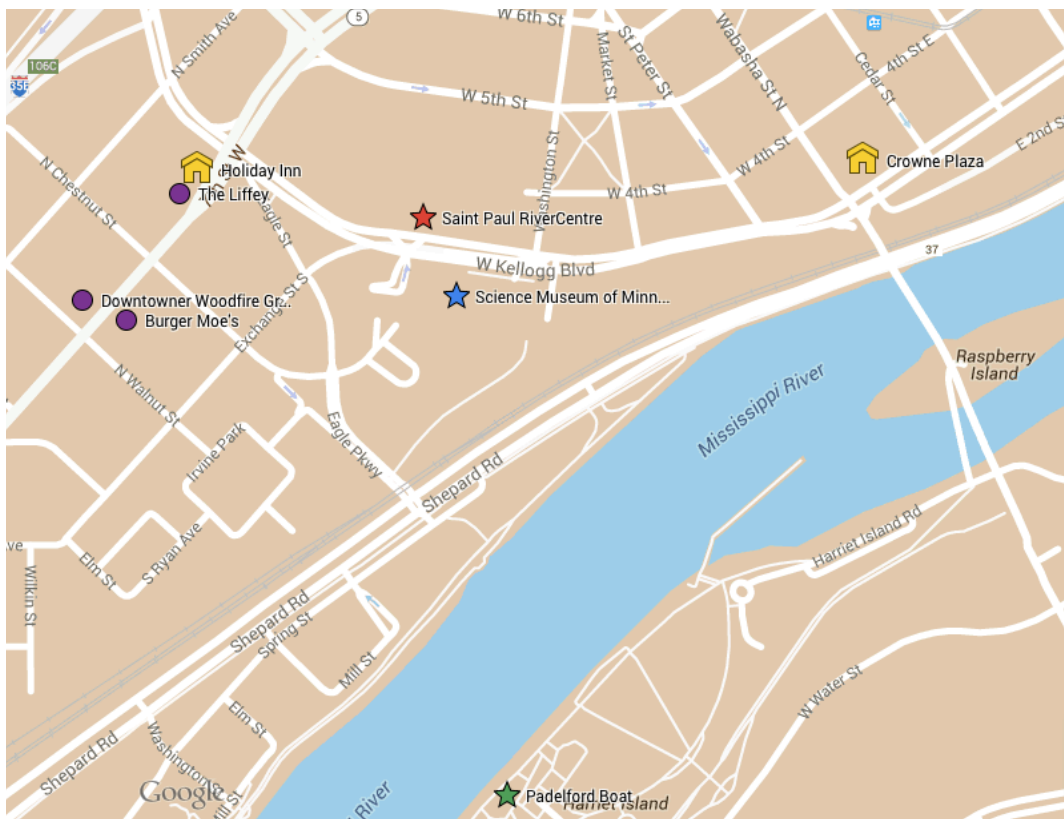 W 6th St
5
N Smith Ave
106C
35E
Market St
St Peter St
Wabasha St N
Cedar St
4th St E
E 2nd St
W 5th St
W 4th St
Washington St
W 4th St
Crowne Plaza
Holiday Inn
The Liffey
N Chestnut St
Eagle St
Saint Paul RiverCentre
W Kellogg Blvd
37
Science Museum of Minn...
Downtowner Woodfire Gr...
Burger Moe's
Exchange St S
Raspberry
Island
Mississippi River
N Walnut St
Irvine Park
Eagle Pkwy
Shepard Rd
Harriet Island Rd
Elm St
S Ryan Ave
Wilkin St
Shepard Rd
Spring St
Mill St
W Water St
Elm St
Shepard Rd
Washington St
Google
Mill St
River
Padelford Boat
Harriet Island